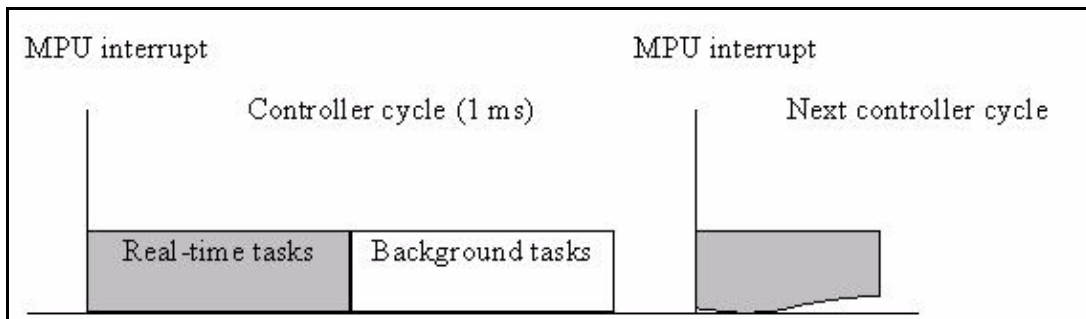 MPU interrupt
MPU interrupt
Controller cycle (1 ms)
Next controller cycle
Real-time tasks
Background tasks